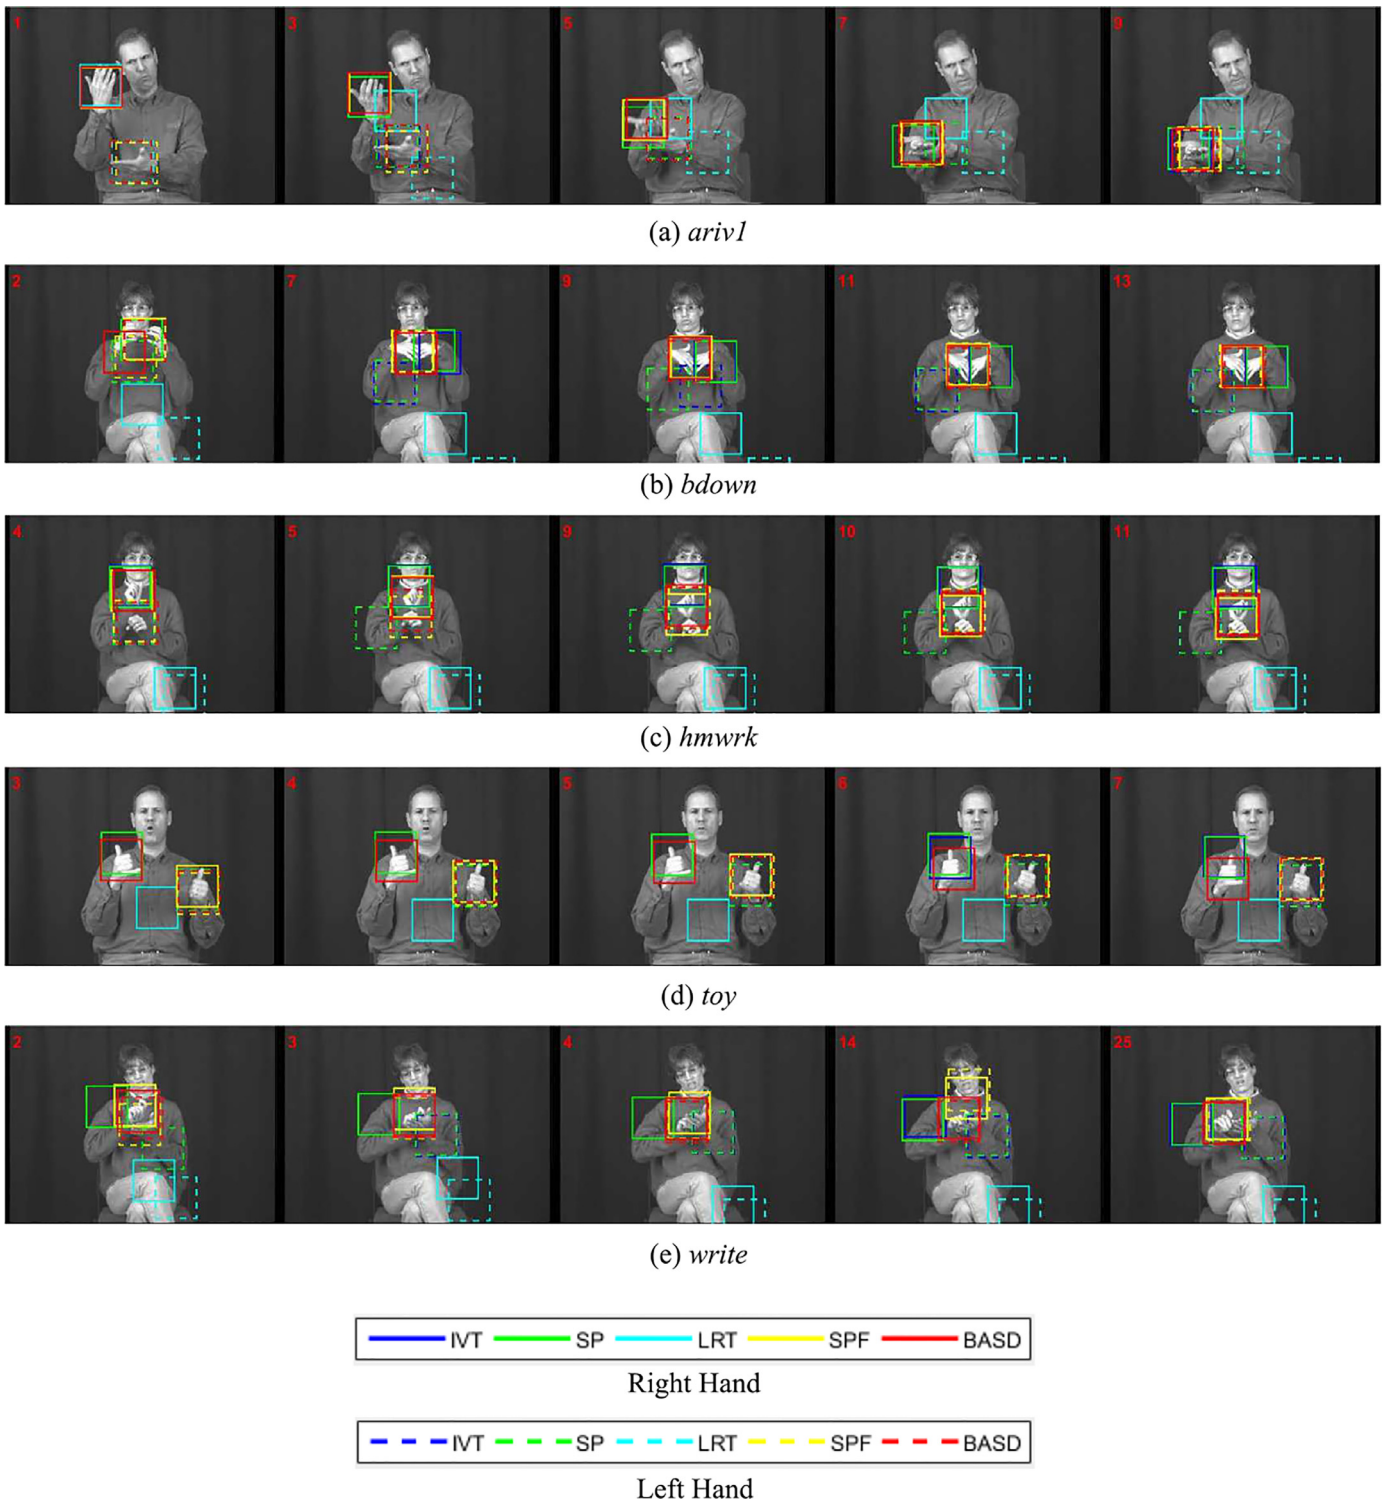 1 3 5 7 9
(a) ariv1
2 7 9 11 13
(b) bdown
4 5 9 10 11
(c) hmwrk
3 4 5 6 7
(d) toy
2 3 4 14 25
(e) write
IVT SP LRT SPF BASD
Right Hand
IVT SP LRT SPF BASD
Left Hand